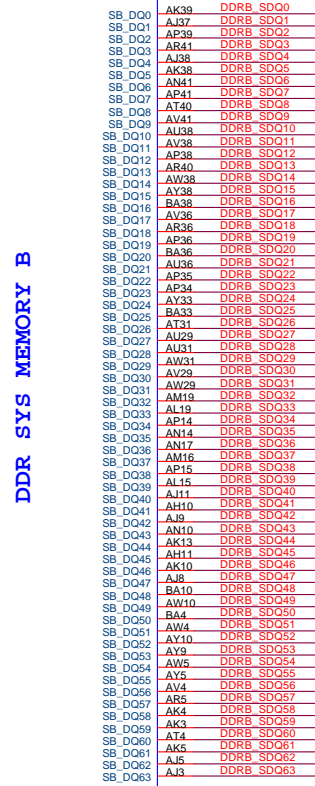 DDR SYS MEMORY B
SB_DQ0 AK39 DDRB_SDQ0
SB_DQ1 AJ37 DDRB_SDQ1
SB_DQ2 AP39 DDRB_SDQ2
SB_DQ3 AR41 DDRB_SDQ3
SB_DQ4 AJ38 DDRB_SDQ4
SB_DQ5 AK38 DDRB_SDQ5
SB_DQ6 AN41 DDRB_SDQ6
SB_DQ7 AP41 DDRB_SDQ7
SB_DQ8 AT40 DDRB_SDQ8
SB_DQ9 AV41 DDRB_SDQ9
SB_DQ10 AU38 DDRB_SDQ10
SB_DQ11 AV38 DDRB_SDQ11
SB_DQ12 AP38 DDRB_SDQ12
SB_DQ13 AR40 DDRB_SDQ13
SB_DQ14 AW38 DDRB_SDQ14
SB_DQ15 AY38 DDRB_SDQ15
SB_DQ16 BA38 DDRB_SDQ16
SB_DQ17 AV36 DDRB_SDQ17
SB_DQ18 AR36 DDRB_SDQ18
SB_DQ19 AP36 DDRB_SDQ19
SB_DQ20 BA36 DDRB_SDQ20
SB_DQ21 AU36 DDRB_SDQ21
SB_DQ22 AP35 DDRB_SDQ22
SB_DQ23 AP34 DDRB_SDQ23
SB_DQ24 AY33 DDRB_SDQ24
SB_DQ25 BA33 DDRB_SDQ25
SB_DQ26 AT31 DDRB_SDQ26
SB_DQ27 AU29 DDRB_SDQ27
SB_DQ28 AU31 DDRB_SDQ28
SB_DQ29 AW31 DDRB_SDQ29
SB_DQ30 AV29 DDRB_SDQ30
SB_DQ31 AW29 DDRB_SDQ31
SB_DQ32 AM19 DDRB_SDQ32
SB_DQ33 AL19 DDRB_SDQ33
SB_DQ34 AP14 DDRB_SDQ34
SB_DQ35 AN14 DDRB_SDQ35
SB_DQ36 AN17 DDRB_SDQ36
SB_DQ37 AM16 DDRB_SDQ37
SB_DQ38 AP15 DDRB_SDQ38
SB_DQ39 AL15 DDRB_SDQ39
SB_DQ40 AJ11 DDRB_SDQ40
SB_DQ41 AH10 DDRB_SDQ41
SB_DQ42 AJ9 DDRB_SDQ42
SB_DQ43 AN10 DDRB_SDQ43
SB_DQ44 AK13 DDRB_SDQ44
SB_DQ45 AH11 DDRB_SDQ45
SB_DQ46 AK10 DDRB_SDQ46
SB_DQ47 AJ8 DDRB_SDQ47
SB_DQ48 BA10 DDRB_SDQ48
SB_DQ49 AW10 DDRB_SDQ49
SB_DQ50 BA4 DDRB_SDQ50
SB_DQ51 AW4 DDRB_SDQ51
SB_DQ52 AY10 DDRB_SDQ52
SB_DQ53 AY9 DDRB_SDQ53
SB_DQ54 AW5 DDRB_SDQ54
SB_DQ55 AY5 DDRB_SDQ55
SB_DQ56 AV4 DDRB_SDQ56
SB_DQ57 AR5 DDRB_SDQ57
SB_DQ58 AK4 DDRB_SDQ58
SB_DQ59 AK3 DDRB_SDQ59
SB_DQ60 AT4 DDRB_SDQ60
SB_DQ61 AK5 DDRB_SDQ61
SB_DQ62 AJ5 DDRB_SDQ62
SB_DQ63 AJ3 DDRB_SDQ63